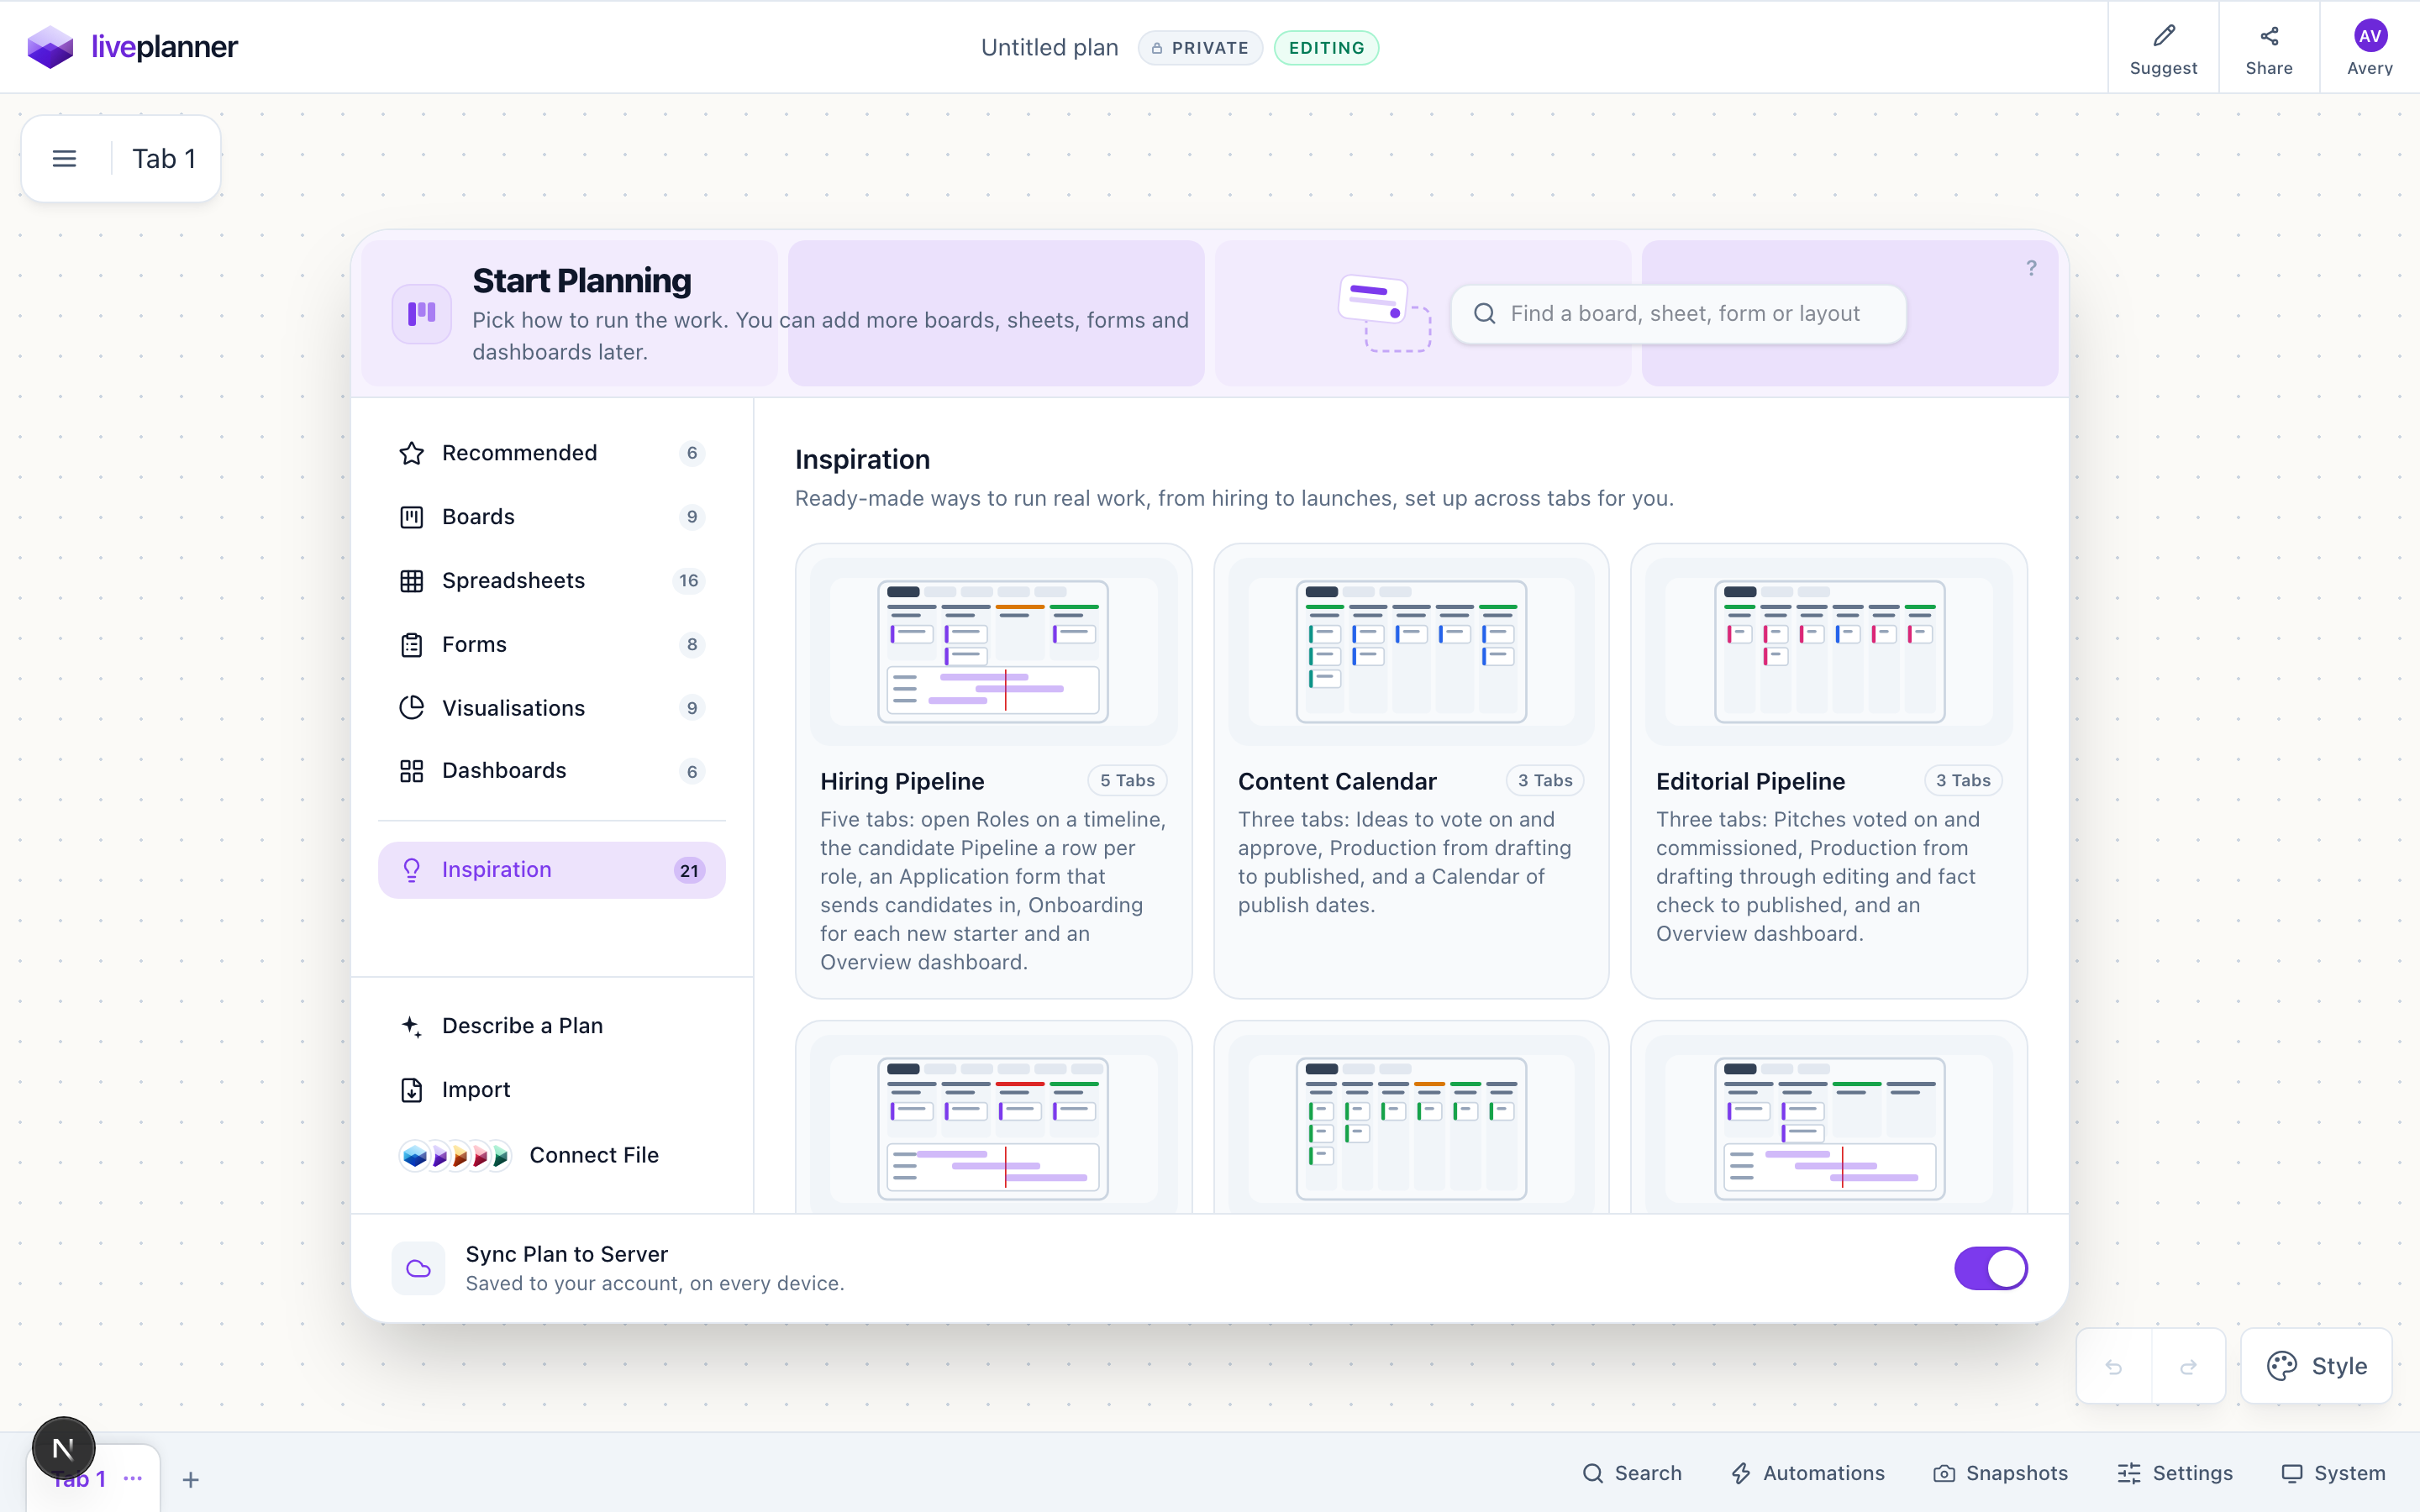 liveplanner
Untitled plan
PRIVATE
EDITING
Suggest
Share
AV
Avery
Tab 1
Start Planning
Pick how to run the work. You can add more boards, sheets, forms and
dashboards later.
Find a board, sheet, form or layout
?
Recommended 6
Boards 9
Spreadsheets 16
Forms 8
Visualisations 9
Dashboards 6
Inspiration 21
Describe a Plan
Import
Connect File
Inspiration
Ready-made ways to run real work, from hiring to launches, set up across tabs for you.
Hiring Pipeline 5 Tabs
Five tabs: open Roles on a timeline,
the candidate Pipeline a row per
role, an Application form that
sends candidates in, Onboarding
for each new starter and an
Overview dashboard.
Content Calendar 3 Tabs
Three tabs: Ideas to vote on and
approve, Production from drafting
to published, and a Calendar of
publish dates.
Editorial Pipeline 3 Tabs
Three tabs: Pitches voted on and
commissioned, Production from
drafting through editing and fact
check to published, and an
Overview dashboard.
Sync Plan to Server
Saved to your account, on every device.
Style
N
Tab 1
Search
Automations
Snapshots
Settings
System